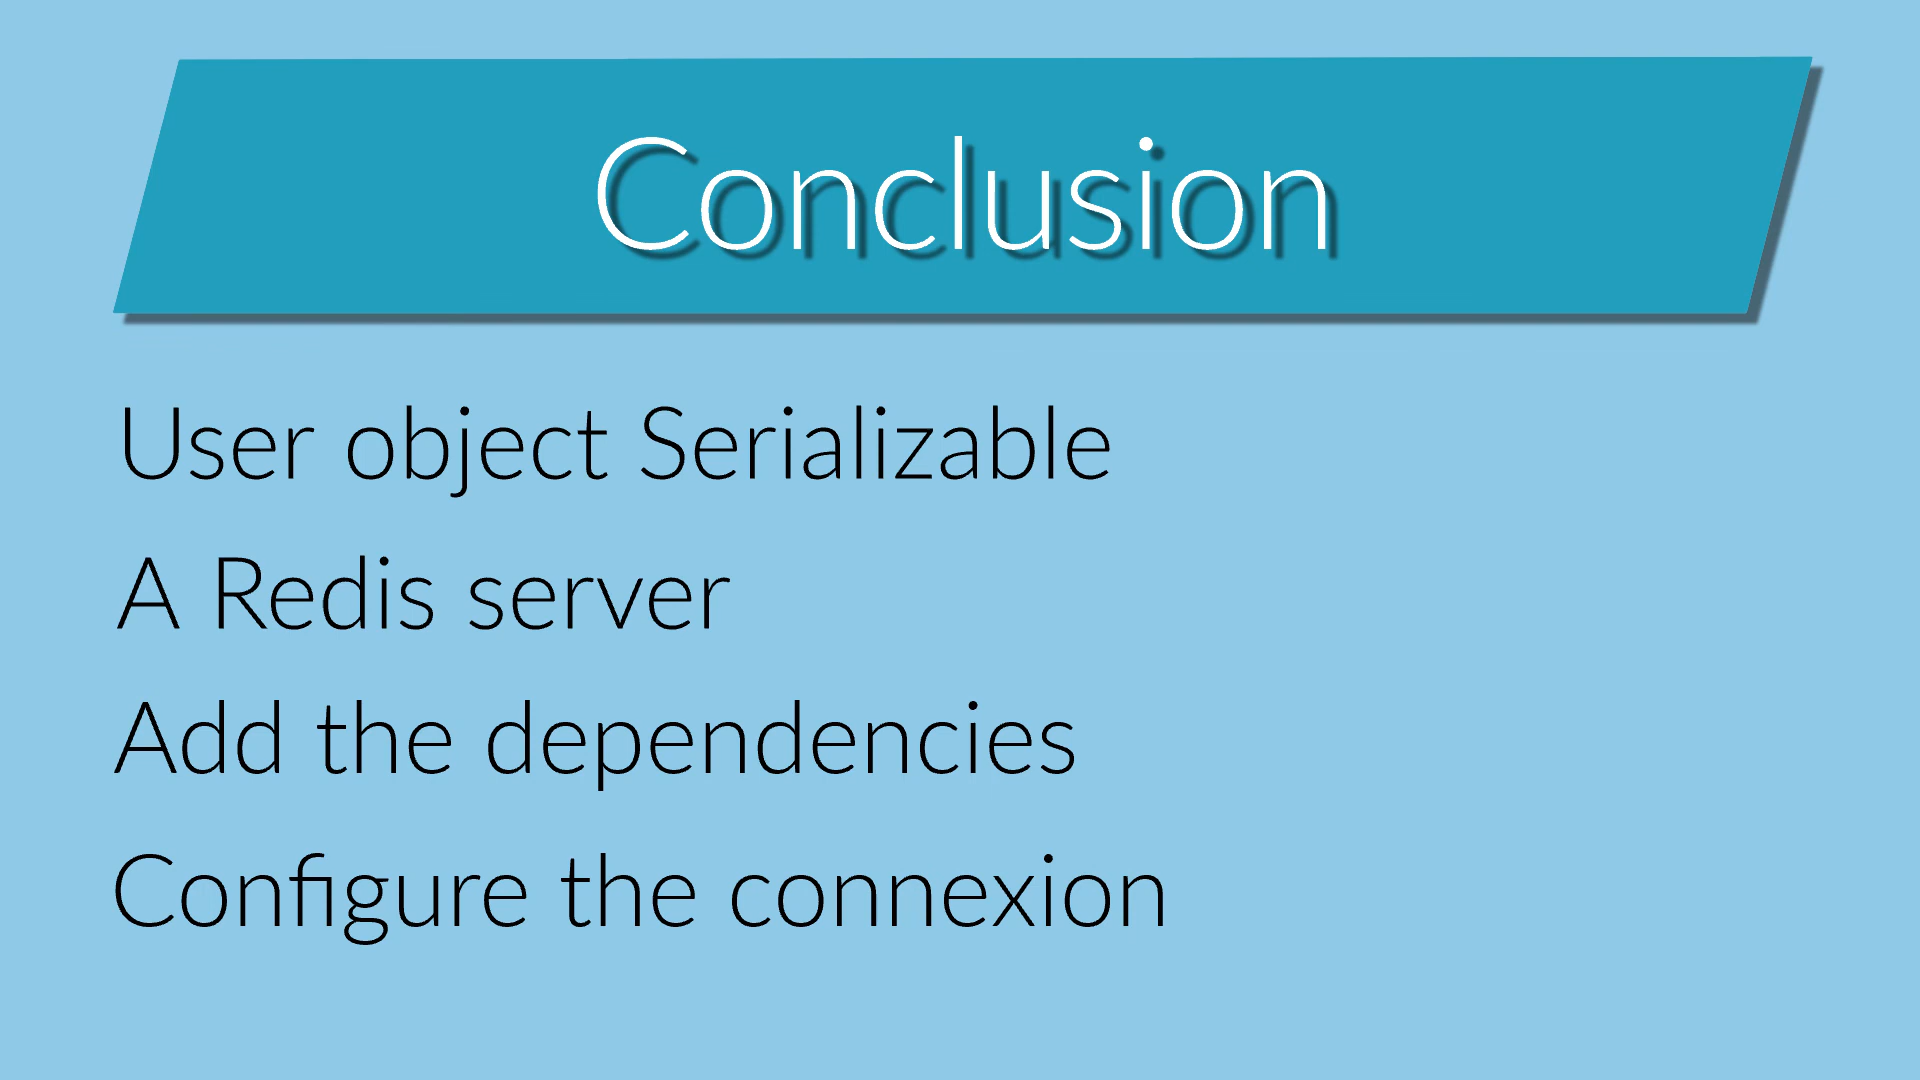 Conclusion
User object Serializable
A Redis server
Add the dependencies
Configure the connexion